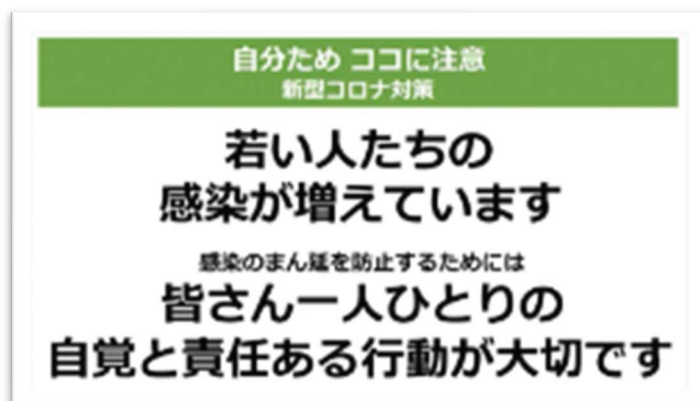 自分ため ココに注意
新型コロナ対策
若い人たちの
感染が増えています
感染のまん延を防止するためには
皆さん一人ひとりの
自覚と責任ある行動が大切です